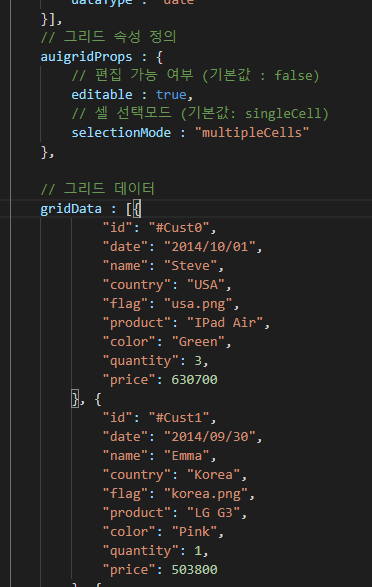 dataType : "date"
}],
// 그리드 속성 정의
auigridProps : {
// 편집 가능 여부 (기본값 : false)
editable : true,
// 셀 선택모드 (기본값: singleCell)
selectionMode : "multipleCells"
},
// 그리드 데이터
gridData : [{
"id": "#Cust0",
"date": "2014/10/01",
"name": "Steve",
"country": "USA",
"flag": "usa.png",
"product": "IPad Air",
"color": "Green",
"quantity": 3,
"price": 630700
}, {
"id": "#Cust1",
"date": "2014/09/30",
"name": "Emma",
"country": "Korea",
"flag": "korea.png",
"product": "LG G3",
"color": "Pink",
"quantity": 1,
"price": 503800
}, {